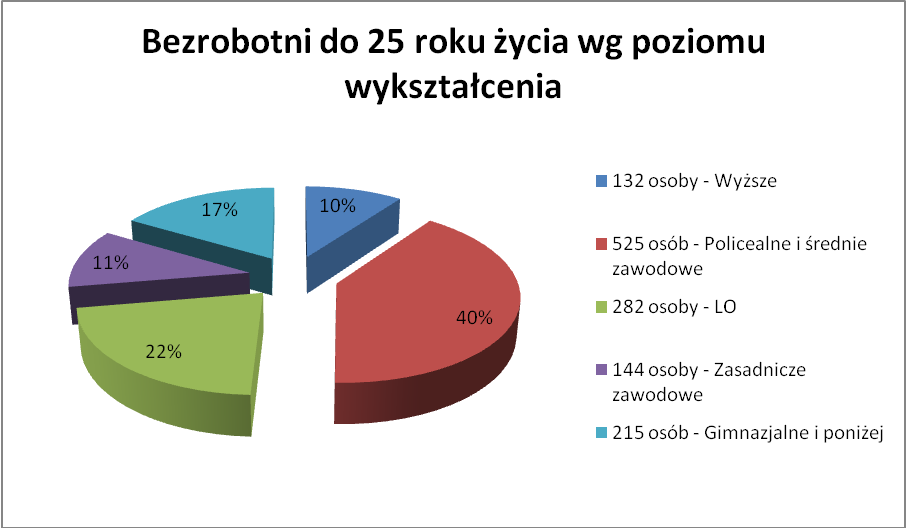 Bezrobotni do 25 roku życia wg poziomu
wykształcenia
10%
40%
22%
11%
17%
132 osoby - Wyższe
525 osób - Policealne i średnie
zawodowe
282 osoby - LO
144 osoby - Zasadnicze
zawodowe
215 osób - Gimnazjalne i poniżej